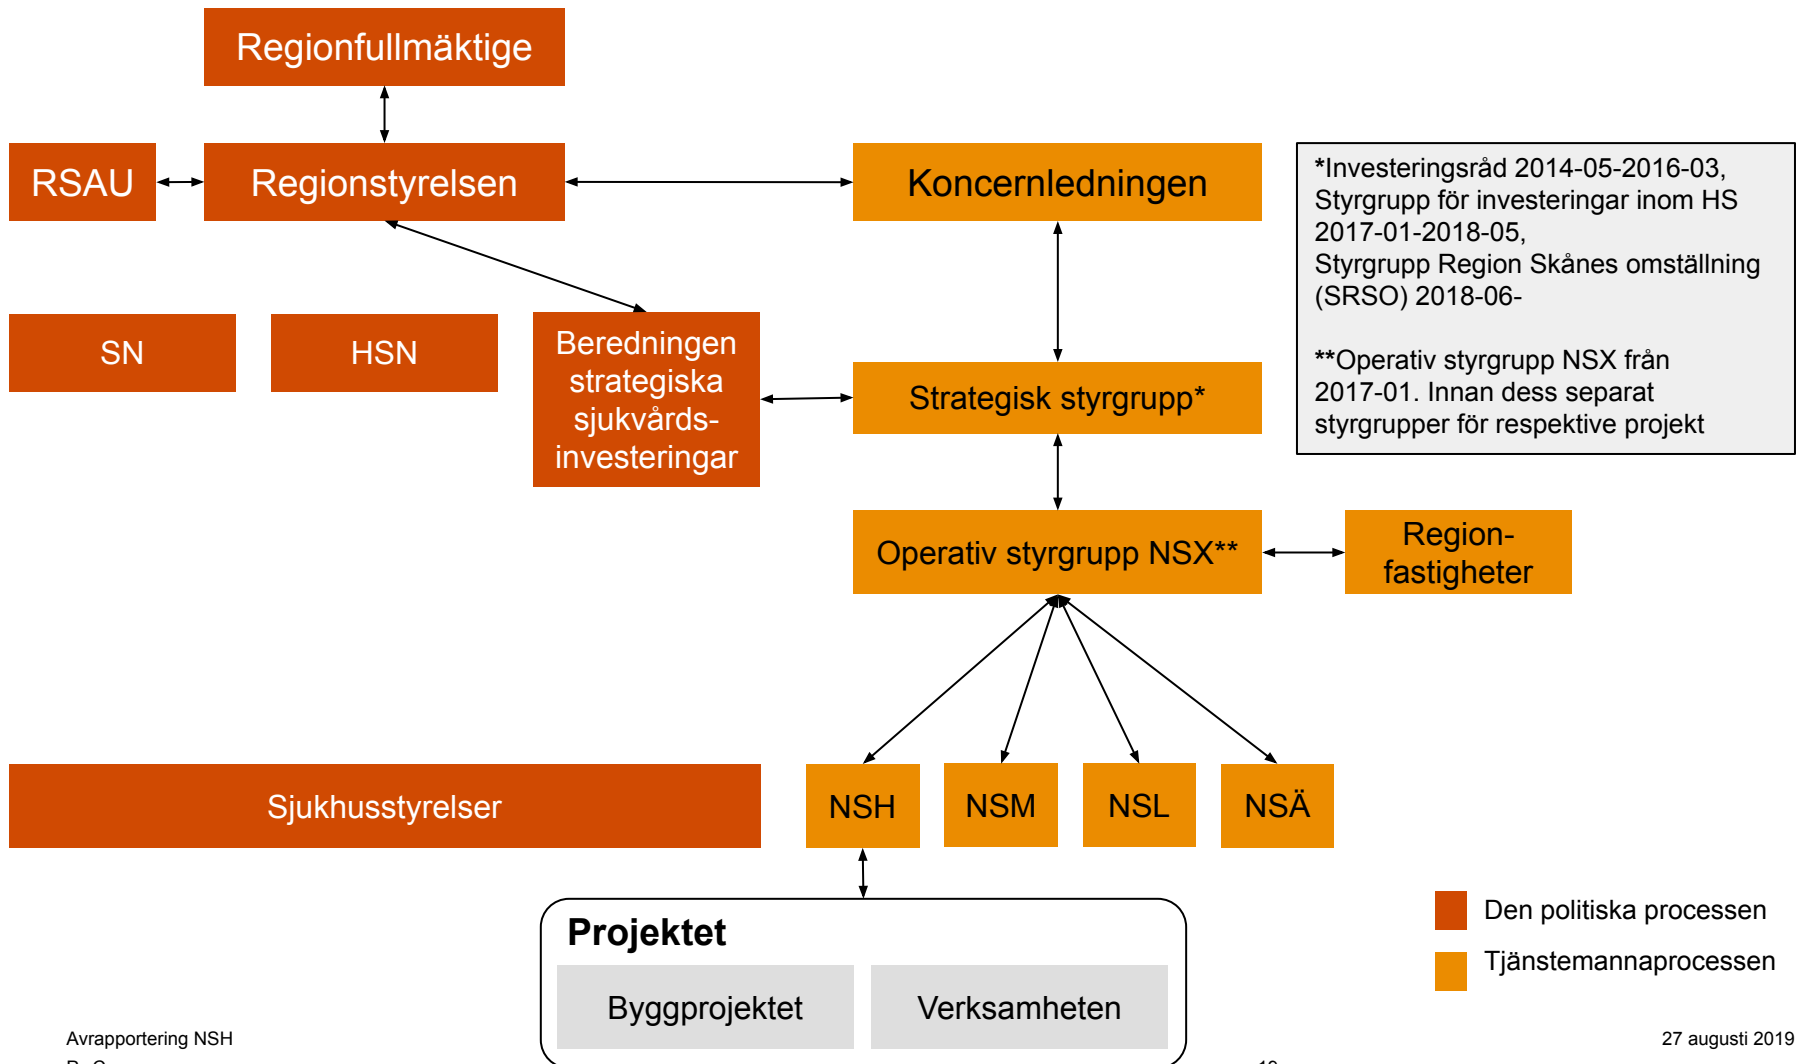 Regionfullmäktige
RSAU
Regionstyrelsen
Koncernledningen
*Investeringsråd 2014-05-2016-03,
Styrgrupp för investeringar inom HS
2017-01-2018-05,
Styrgrupp Region Skånes omställning
(SRSO) 2018-06-
**Operativ styrgrupp NSX från
2017-01. Innan dess separat
styrgrupper för respektive projekt
SN
HSN
Beredningen
strategiska
sjukvårds-
investeringar
Strategisk styrgrupp*
Operativ styrgrupp NSX**
Region-
fastigheter
Sjukhusstyrelser
NSH
NSM
NSL
NSÄ
Projektet
Byggprojektet
Verksamheten
Den politiska processen
Tjänstemannaprocessen
Avrapportering NSH
27 augusti 2019